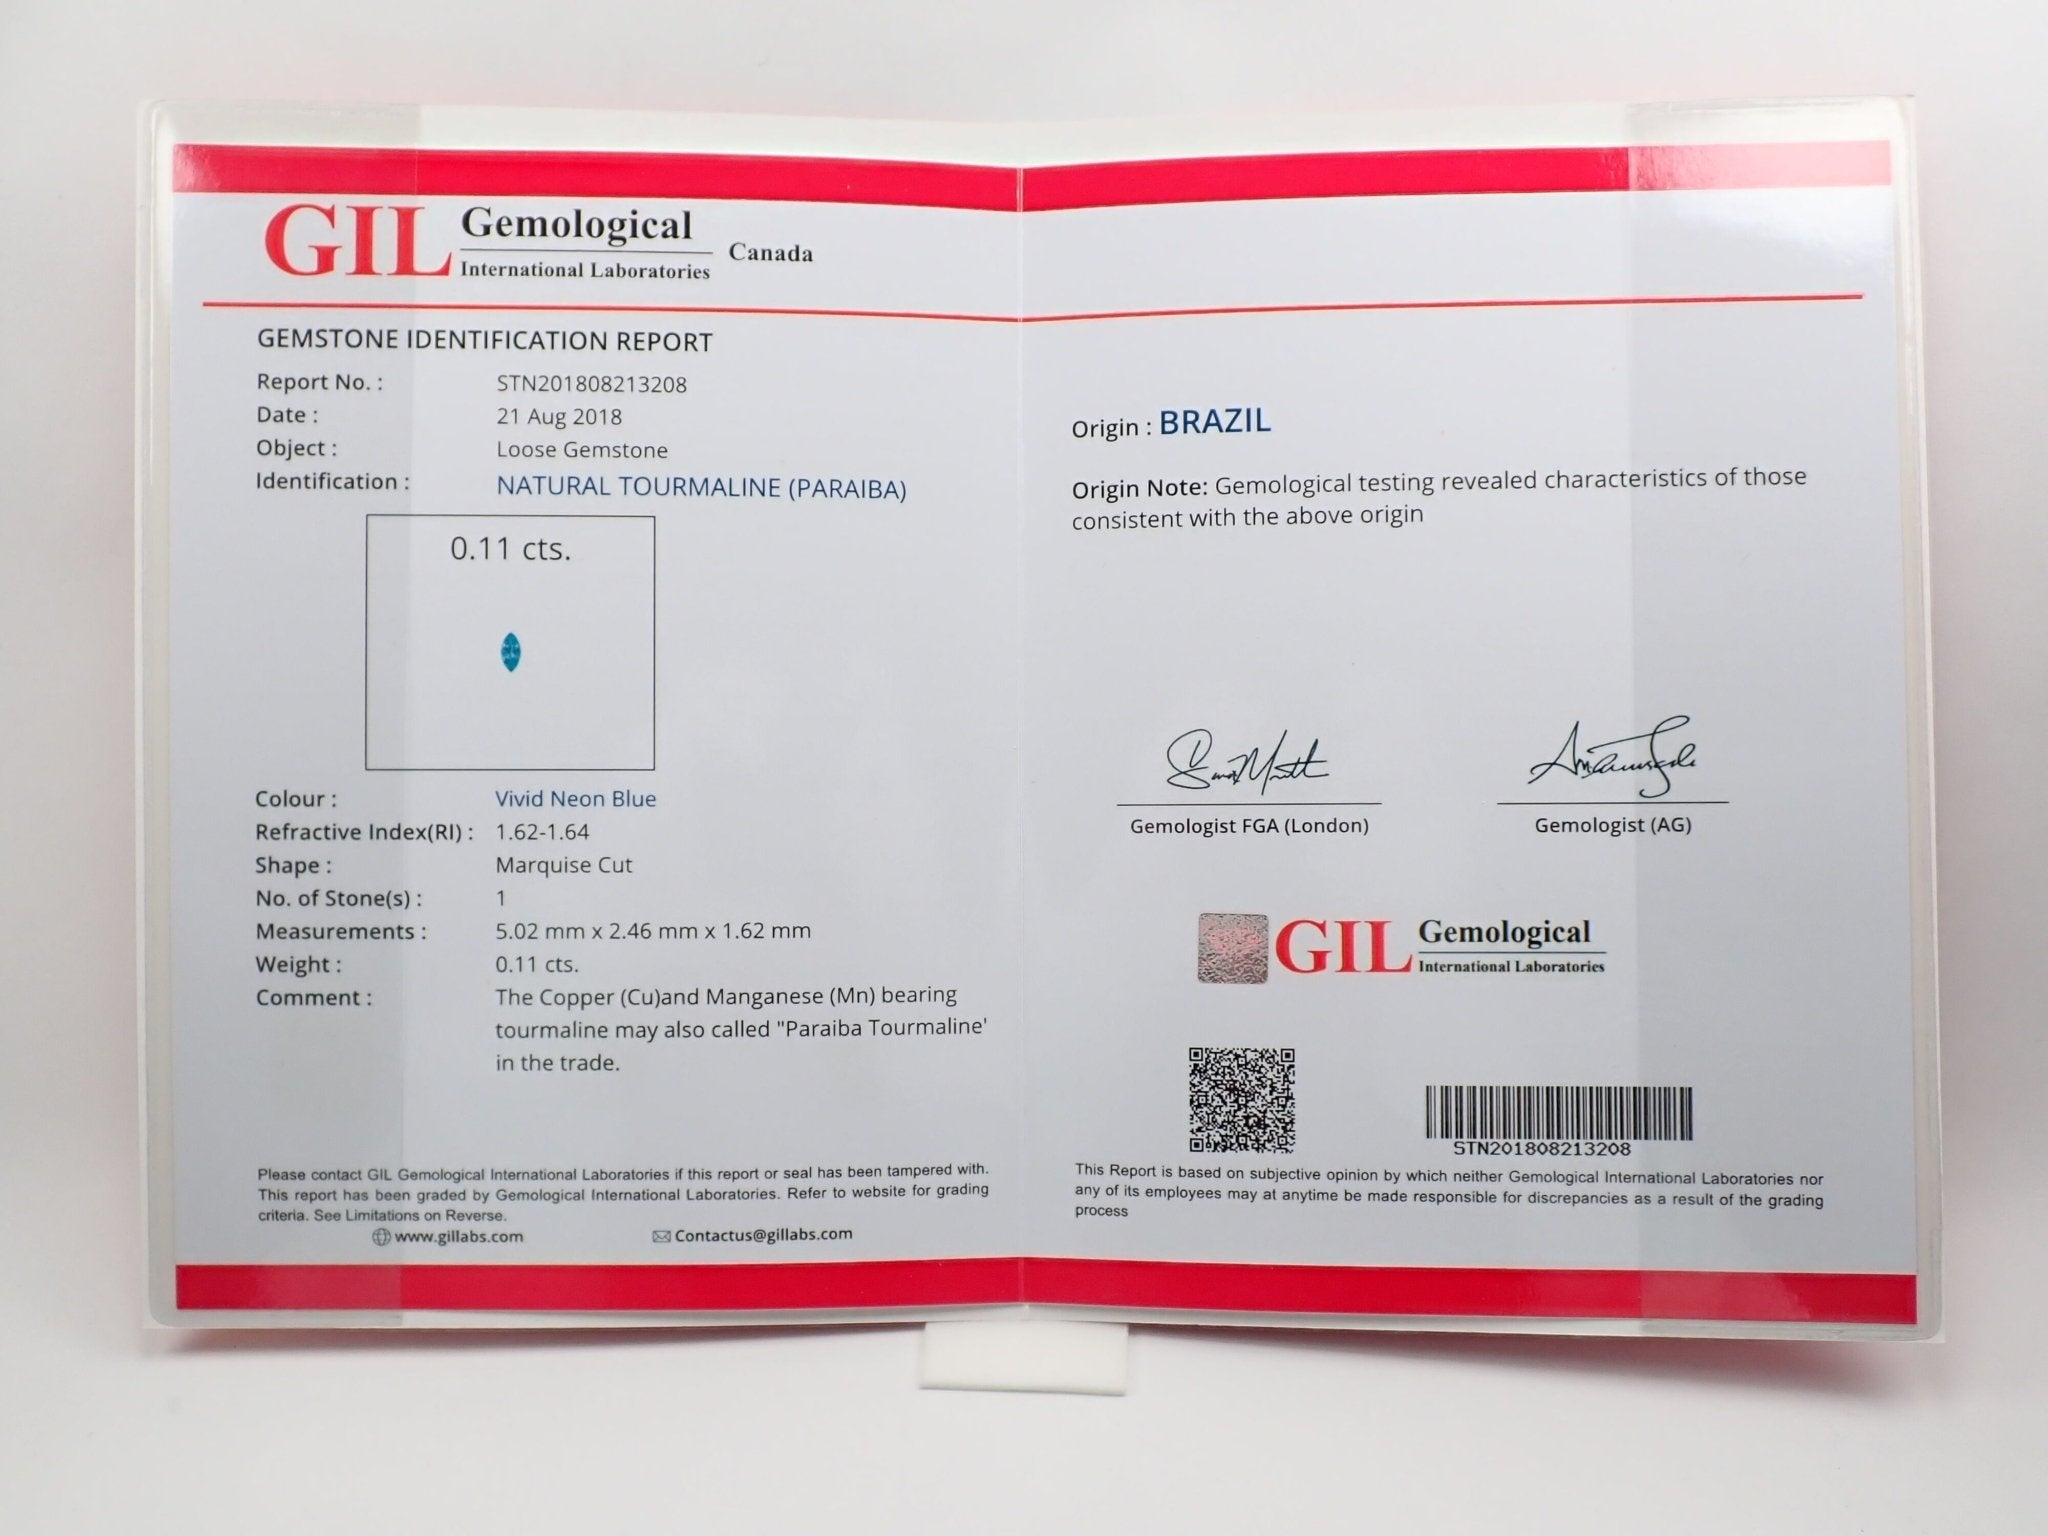 GIL Gemological
International Laboratories
Canada
GEMSTONE IDENTIFICATION REPORT
Report No. : STN201808213208
Date : 21 Aug 2018
Object : Loose Gemstone
Identification : NATURAL TOURMALINE (PARAIBA)
0.11 cts.
Colour : Vivid Neon Blue
Refractive Index(RI) : 1.62-1.64
Shape : Marquise Cut
No. of Stone(s) : 1
Measurements : 5.02 mm x 2.46 mm x 1.62 mm
Weight : 0.11 cts.
Comment : The Copper (Cu)and Manganese (Mn) bearing
tourmaline may also called "Paraiba Tourmaline'
in the trade.
Please contact GIL Gemological International Laboratories if this report or seal has been tampered with.
This report has been graded by Gemological International Laboratories. Refer to website for grading
criteria. See Limitations on Reverse.
www.gillabs.com Contactus@gillabs.com
Origin : BRAZIL
Origin Note: Gemological testing revealed characteristics of those
consistent with the above origin
Gemologist FGA (London) Gemologist (AG)
GIL Gemological
International Laboratories
STN201808213208
This Report is based on subjective opinion by which neither Gemological International Laboratories nor
any of its employees may at anytime be made responsible for discrepancies as a result of the grading
process